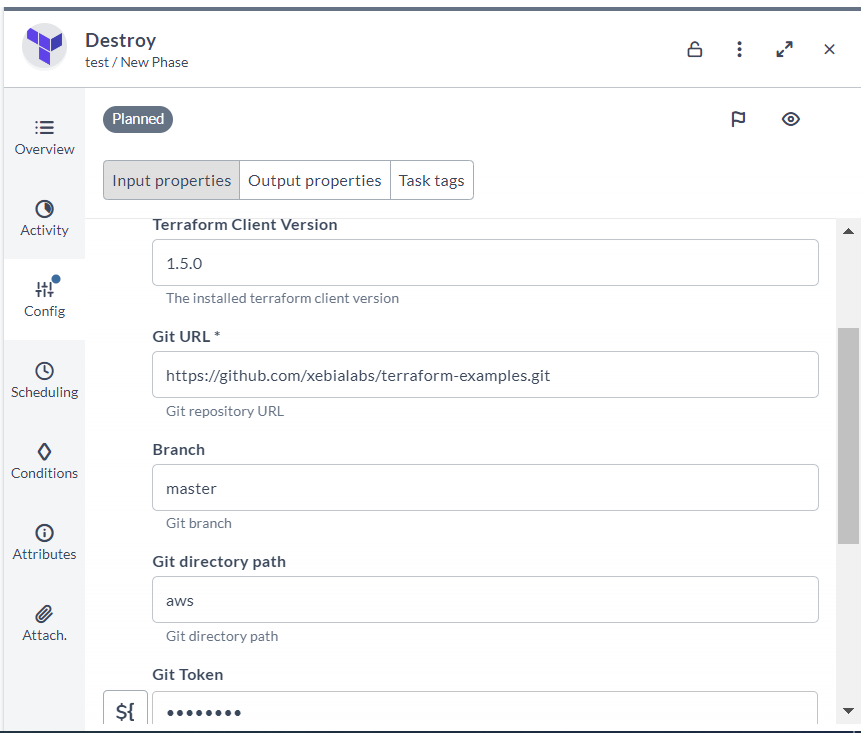 Destroy
test / New Phase
Planned
Overview
Activity
Config
Scheduling
Conditions
Attributes
Attach.
Input properties
Output properties
Task tags
Terraform Client Version
1.5.0
The installed terraform client version
Git URL *
https://github.com/xebialabs/terraform-examples.git
Git repository URL
Branch
master
Git branch
Git directory path
aws
Git directory path
Git Token
${
••••••••